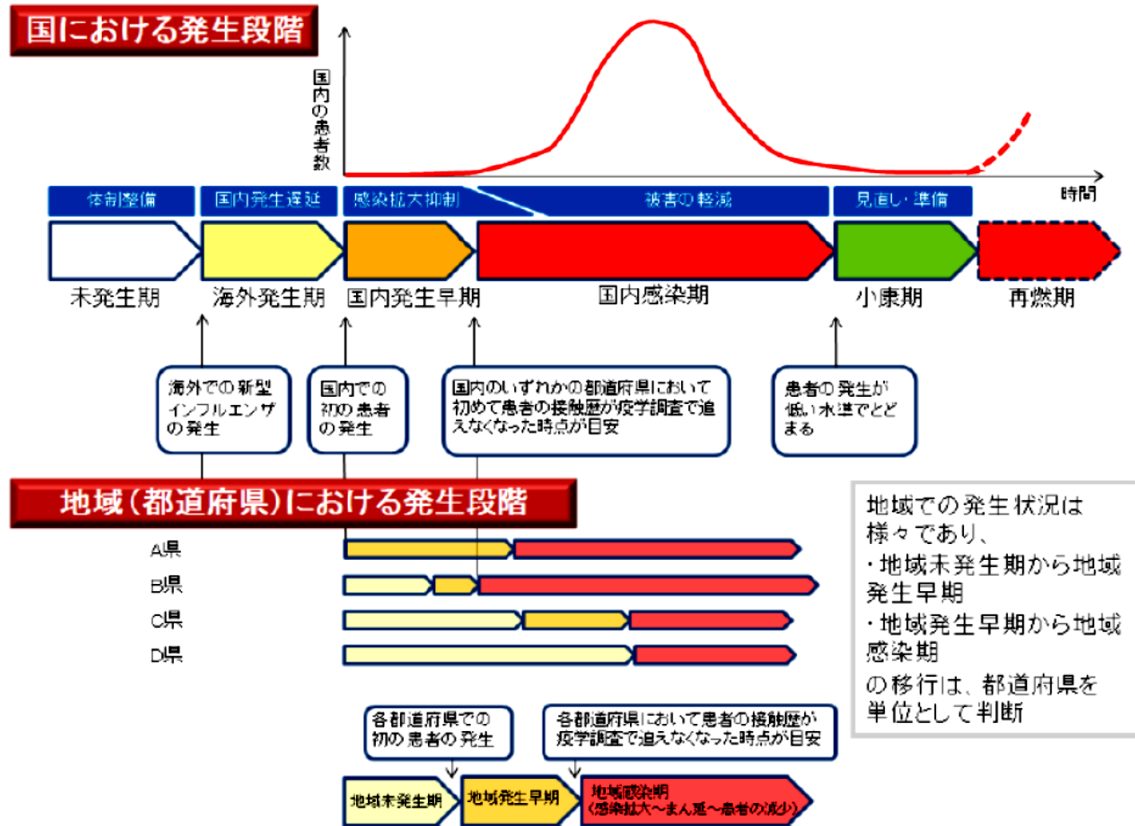 国における発生段階
国内の患者数
時間
体制整備
国内発生遅延
感染拡大抑制
被害の軽減
見直し・準備
未発生期
海外発生期
国内発生早期
国内感染期
小康期
再燃期
海外での新型
インフルエンザ
の発生
国内での
初の患者
の発生
国内のいずれかの都道府県において
初めて患者の接触歴が疫学調査で追
えなくなった時点が目安
患者の発生が
低い水準でとど
まる
地域(都道府県)における発生段階
A県
B県
C県
D県
地域での発生状況は
様々であり、
・地域未発生期から地域
発生早期
・地域発生早期から地域
感染期
の移行は、都道府県を
単位として判断
各都道府県での
初の患者の発生
各都道府県において患者の接触歴が
疫学調査で追えなくなった時点が目安
地域未発生期
地域発生早期
地域感染期
(感染拡大~まん延~患者の減少)